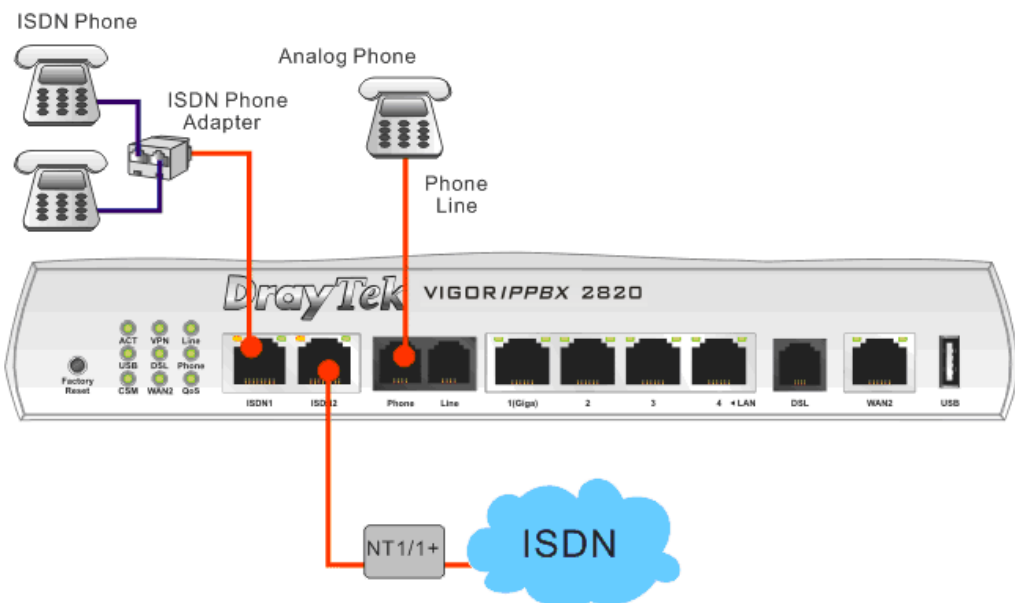 ISDN Phone
Analog Phone
ISDN Phone
Adapter
Phone
Line
DrayTek VIGORIPPBX 2820
ACT VPN Line
USB DSL Phone
CSM WAN2 QoS
Factory
Reset
ISDN1 ISDN2 Phone Line 1(Giga) 2 3 4 ◂LAN DSL WAN2 USB
NT1/1+
ISDN